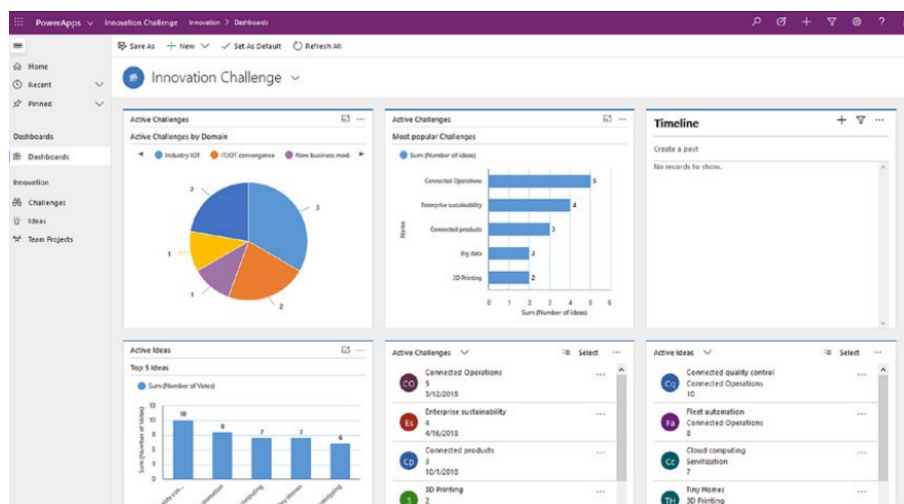 PowerApps Innovation Challenge Innovation > Dashboards ?
Save As New Set As Default Refresh All
Home
Recent
Pinned
Dashboards
Dashboards
Innovation
Challenges
Ideas
Team Projects
Innovation Challenge
Active Challenges
Active Challenges by Domain
Industry IOT IT/OT convergence New business mod
2
3
1
1
2
Active Challenges
Most popular Challenges
Sum (Number of ideas)
Name
Connected Operations 5
Enterprise sustainability 4
Connected products 3
Big data 2
3D Printing 2
0 1 2 3 4 5 6
Sum (Number of ideas)
Timeline
Create a post
No records to show.
Active Ideas
Top 5 Ideas
Sum (Number of Votes)
Sum (Number of Votes)
10 8 7 7 6
Active Challenges Select
CO Connected Operations
5
3/12/2018
Es Enterprise sustainability
4
4/16/2018
Cp Connected products
3
10/1/2018
3 3D Printing
2
Active Ideas Select
Cq Connected quality control
Connected Operations
10
Fa Fleet automation
Connected Operations
8
Cc Cloud computing
Servitization
7
TH Tiny Homes
3D Printing